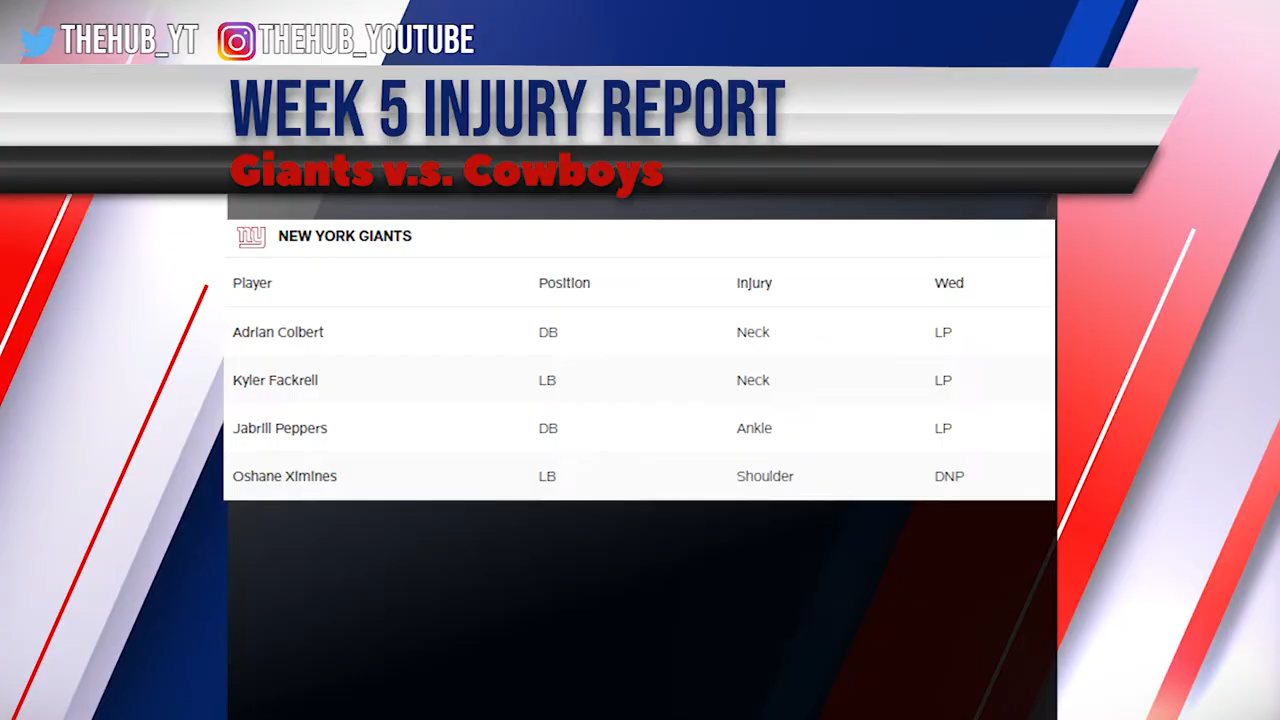 THEHUB_YT THEHUB_YOUTUBE
WEEK 5 INJURY REPORT
Giants v.s. Cowboys
ny NEW YORK GIANTS
Player Position Injury Wed
Adrian Colbert DB Neck LP
Kyler Fackrell LB Neck LP
Jabrill Peppers DB Ankle LP
Oshane Ximines LB Shoulder DNP